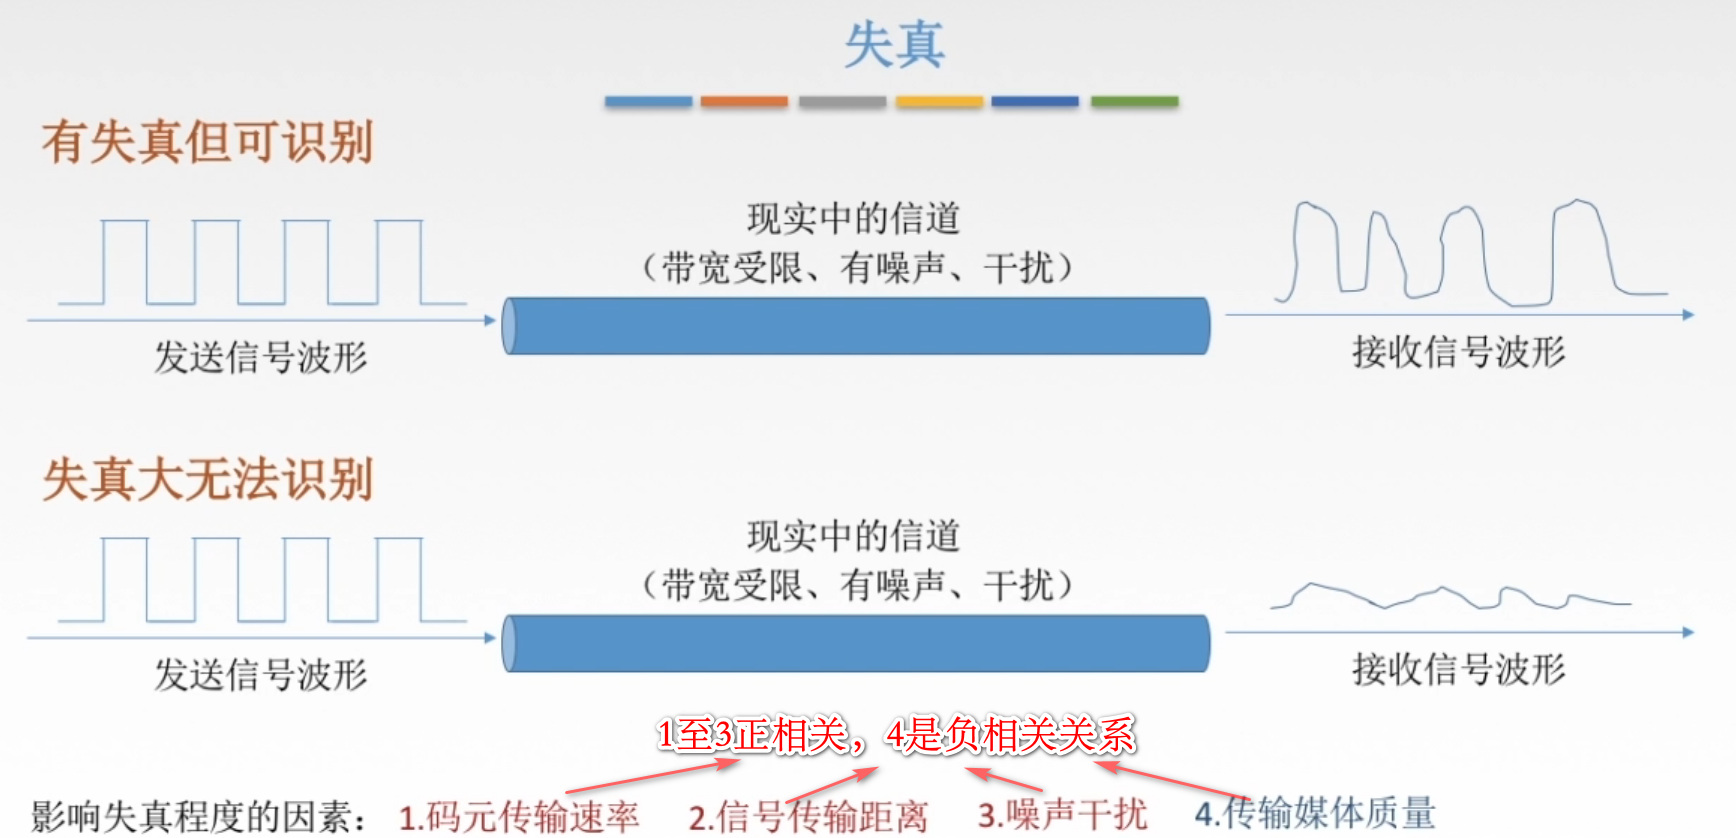 失真
有失真但可识别
现实中的信道
（带宽受限、有噪声、干扰）
发送信号波形
接收信号波形
失真大无法识别
现实中的信道
（带宽受限、有噪声、干扰）
发送信号波形
接收信号波形
1至3正相关，4是负相关关系
影响失真程度的因素： 1.码元传输速率 2.信号传输距离 3.噪声干扰 4.传输媒体质量